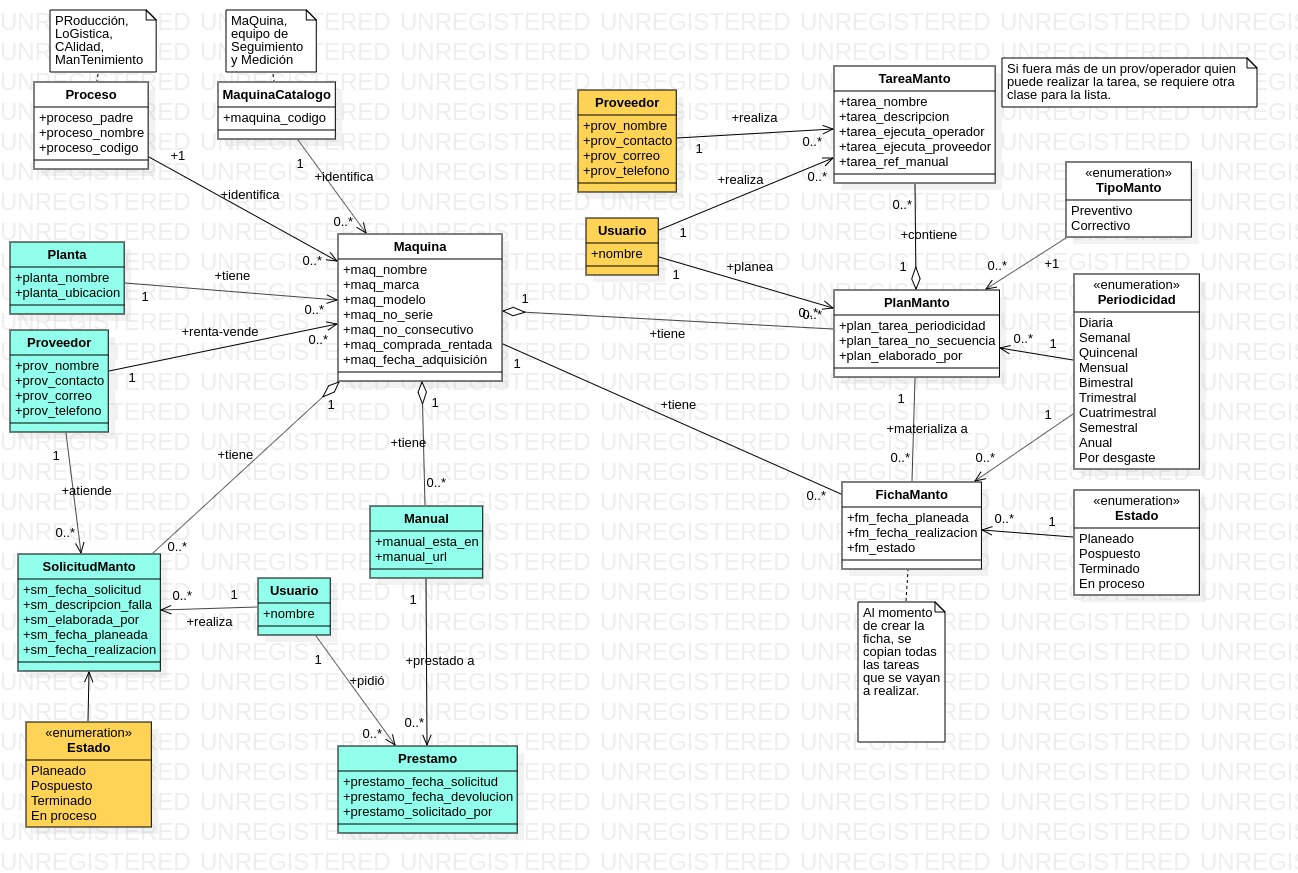 PRoducción,
LoGistica,
CAlidad,
ManTenimiento
MaQuina,
equipo de
Seguimiento
y Medición
Proceso
+proceso_padre
+proceso_nombre
+proceso_codigo
MaquinaCatalogo
+maquina_codigo
Proveedor
+prov_nombre
+prov_contacto
+prov_correo
+prov_telefono
TareaManto
+tarea_nombre
+tarea_descripcion
+tarea_ejecuta_operador
+tarea_ejecuta_proveedor
+tarea_ref_manual
Si fuera más de un prov/operador quien
puede realizar la tarea, se requiere otra
clase para la lista.
+realiza
1
0..*
+1
+identifica
0..*
1
+identifica
0..*
+realiza
1
0..*
Usuario
+nombre
1
+planea
0..*
0..*
+contiene
1
«enumeration»
TipoManto
Preventivo
Correctivo
0..*
+1
Planta
+planta_nombre
+planta_ubicacion
1
+tiene
0..*
Maquina
+maq_nombre
+maq_marca
+maq_modelo
+maq_no_serie
+maq_no_consecutivo
+maq_comprada_rentada
+maq_fecha_adquisición
1
+tiene
0..*
PlanManto
+plan_tarea_periodicidad
+plan_tarea_no_secuencia
+plan_elaborado_por
«enumeration»
Periodicidad
Diaria
Semanal
Quincenal
Mensual
Bimestral
Trimestral
Cuatrimestral
Semestral
Anual
Por desgaste
0..*
1
1
0..*
Proveedor
+prov_nombre
+prov_contacto
+prov_correo
+prov_telefono
1
+renta-vende
0..*
1
+tiene
0..*
1
+materializa a
0..*
1
+atiende
0..*
1
+tiene
0..*
1
+tiene
0..*
FichaManto
+fm_fecha_planeada
+fm_fecha_realizacion
+fm_estado
0..*
1
«enumeration»
Estado
Planeado
Pospuesto
Terminado
En proceso
Manual
+manual_esta_en
+manual_url
SolicitudManto
+sm_fecha_solicitud
+sm_descripcion_falla
+sm_elaborada_por
+sm_fecha_planeada
+sm_fecha_realizacion
0..*
1
+realiza
Usuario
+nombre
1
+pidió
0..*
1
+prestado a
0..*
Al momento
de crear la
ficha, se
copian todas
las tareas
que se vayan
a realizar.
«enumeration»
Estado
Planeado
Pospuesto
Terminado
En proceso
Prestamo
+prestamo_fecha_solicitud
+prestamo_fecha_devolucion
+prestamo_solicitado_por
UNREGISTERED